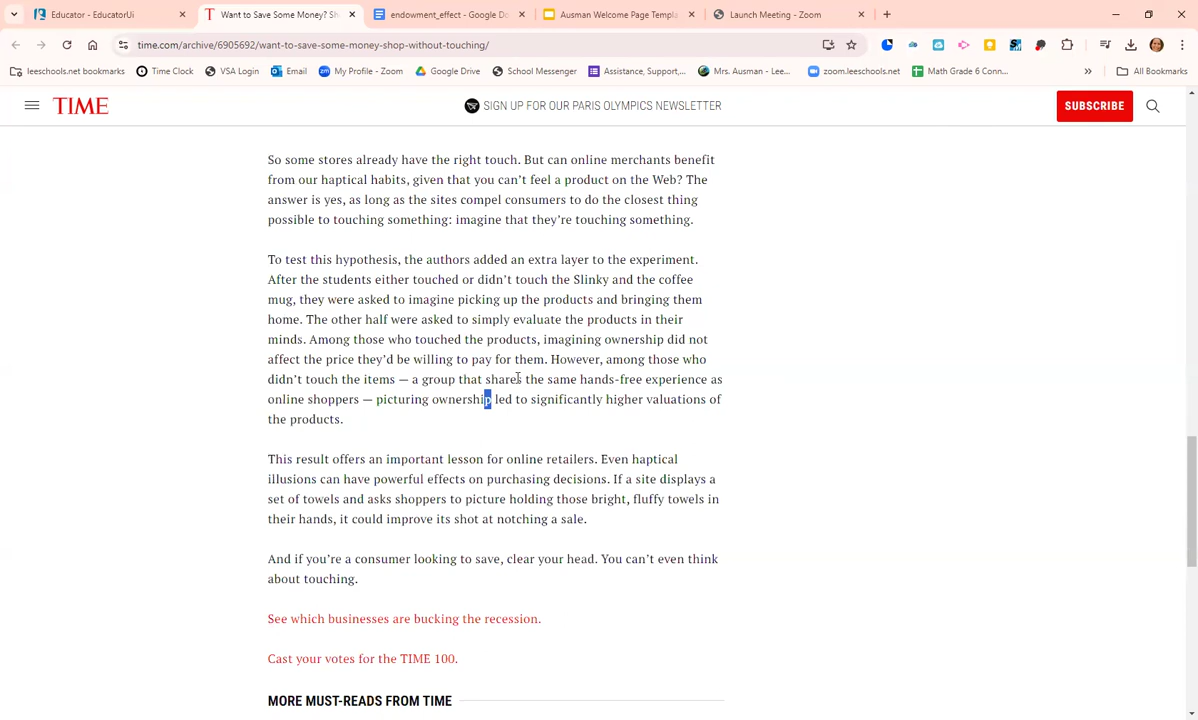 Educator - EducatorUi
Want to Save Some Money? Sh
endowment_effect - Google Do
Ausman Welcome Page Templa
Launch Meeting - Zoom
time.com/archive/6905692/want-to-save-some-money-shop-without-touching/
leeschools.net bookmarks
Time Clock
VSA Login
Email
My Profile - Zoom
Google Drive
School Messenger
Assistance, Support,...
Mrs. Ausman - Lee...
zoom.leeschools.net
Math Grade 6 Conn...
All Bookmarks
TIME
SIGN UP FOR OUR PARIS OLYMPICS NEWSLETTER
SUBSCRIBE
So some stores already have the right touch. But can online merchants benefit
from our haptical habits, given that you can’t feel a product on the Web? The
answer is yes, as long as the sites compel consumers to do the closest thing
possible to touching something: imagine that they’re touching something.
To test this hypothesis, the authors added an extra layer to the experiment.
After the students either touched or didn’t touch the Slinky and the coffee
mug, they were asked to imagine picking up the products and bringing them
home. The other half were asked to simply evaluate the products in their
minds. Among those who touched the products, imagining ownership did not
affect the price they’d be willing to pay for them. However, among those who
didn’t touch the items — a group that shares the same hands-free experience as
online shoppers — picturing ownership led to significantly higher valuations of
the products.
This result offers an important lesson for online retailers. Even haptical
illusions can have powerful effects on purchasing decisions. If a site displays a
set of towels and asks shoppers to picture holding those bright, fluffy towels in
their hands, it could improve its shot at notching a sale.
And if you’re a consumer looking to save, clear your head. You can’t even think
about touching.
See which businesses are bucking the recession.
Cast your votes for the TIME 100.
MORE MUST-READS FROM TIME